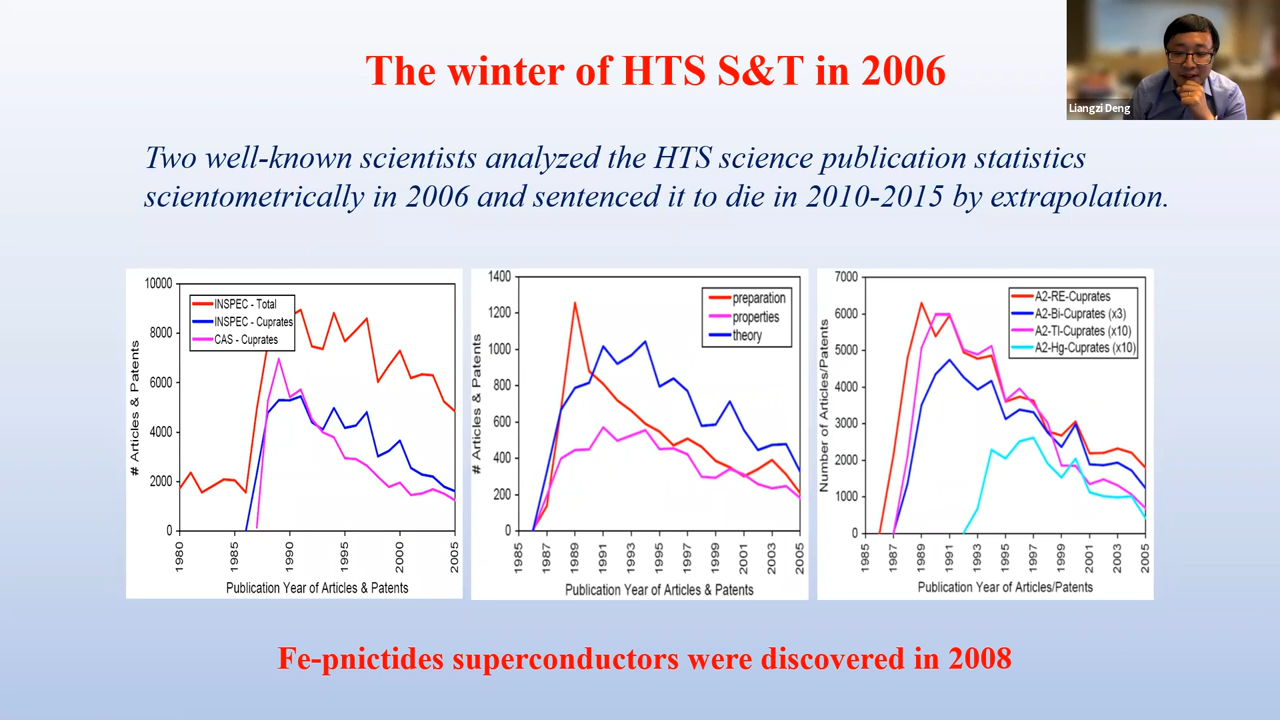 The winter of HTS S&T in 2006
Liangzi Deng
Two well-known scientists analyzed the HTS science publication statistics
scientometrically in 2006 and sentenced it to die in 2010-2015 by extrapolation.
# Articles & Patents
10000
8000
6000
4000
2000
0
INSPEC - Total
INSPEC - Cuprates
CAS - Cuprates
1980
1985
1990
1995
2000
2005
Publication Year of Articles & Patents
# Articles & Patents
1400
1200
1000
800
600
400
200
0
preparation
properties
theory
1985
1987
1989
1991
1993
1995
1997
1999
2001
2003
2005
Publication Year of Articles & Patents
Number of Articles/Patents
7000
6000
5000
4000
3000
2000
1000
0
A2-RE-Cuprates
A2-Bi-Cuprates (x3)
A2-Tl-Cuprates (x10)
A2-Hg-Cuprates (x10)
1985
1987
1989
1991
1993
1995
1997
1999
2001
2003
2005
Publication Year of Articles/Patents
Fe-pnictides superconductors were discovered in 2008